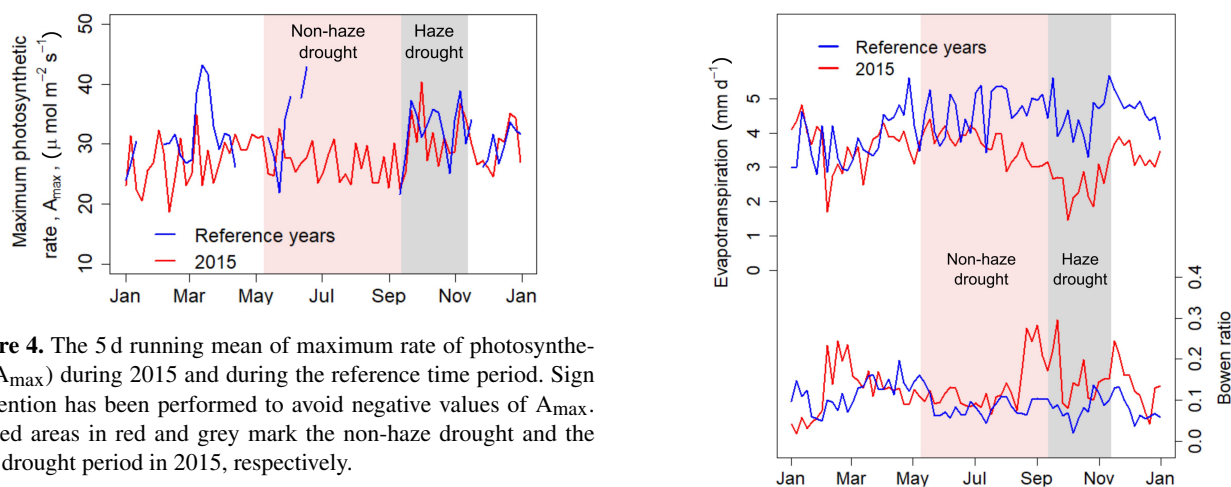 50
40
30
20
10
Maximum photosynthetic
rate , Amax, (μ mol m−2 s−1)
Non-haze
drought
Haze
drought
Reference years
2015
Jan Mar May Jul Sep Nov Jan
re 4. The 5 d running mean of maximum rate of photosynthe-
Amax) during 2015 and during the reference time period. Sign
ention has been performed to avoid negative values of Amax.
ed areas in red and grey mark the non-haze drought and the
drought period in 2015, respectively.
Reference years
2015
5
4
3
2
1
0
Evapotranspiration (mm d−1)
Non-haze
drought
Haze
drought
0.4
0.3
0.2
0.1
0.0
Bowen ratio
Jan Mar May Jul Sep Nov Jan